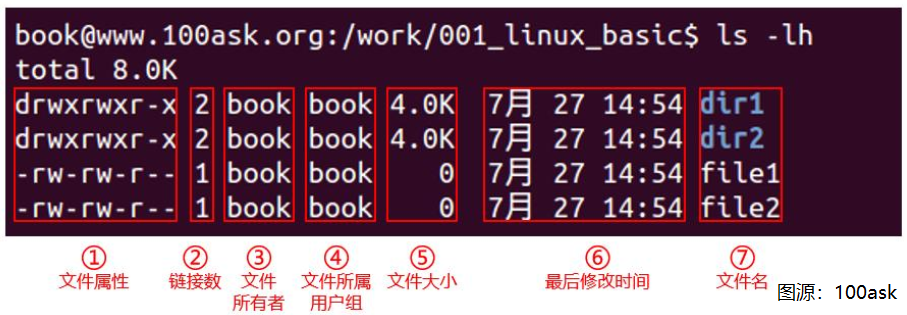 book@www.100ask.org:/work/001_linux_basic$ ls -lh
total 8.0K
drwxrwxr-x 2 book book 4.0K 7月 27 14:54 dir1
drwxrwxr-x 2 book book 4.0K 7月 27 14:54 dir2
-rw-rw-r-- 1 book book 0 7月 27 14:54 file1
-rw-rw-r-- 1 book book 0 7月 27 14:54 file2
① ② ③ ④ ⑤ ⑥ ⑦
文件属性 链接数 文件 文件所属 文件大小 最后修改时间 文件名
所有者 用户组
图源：100ask